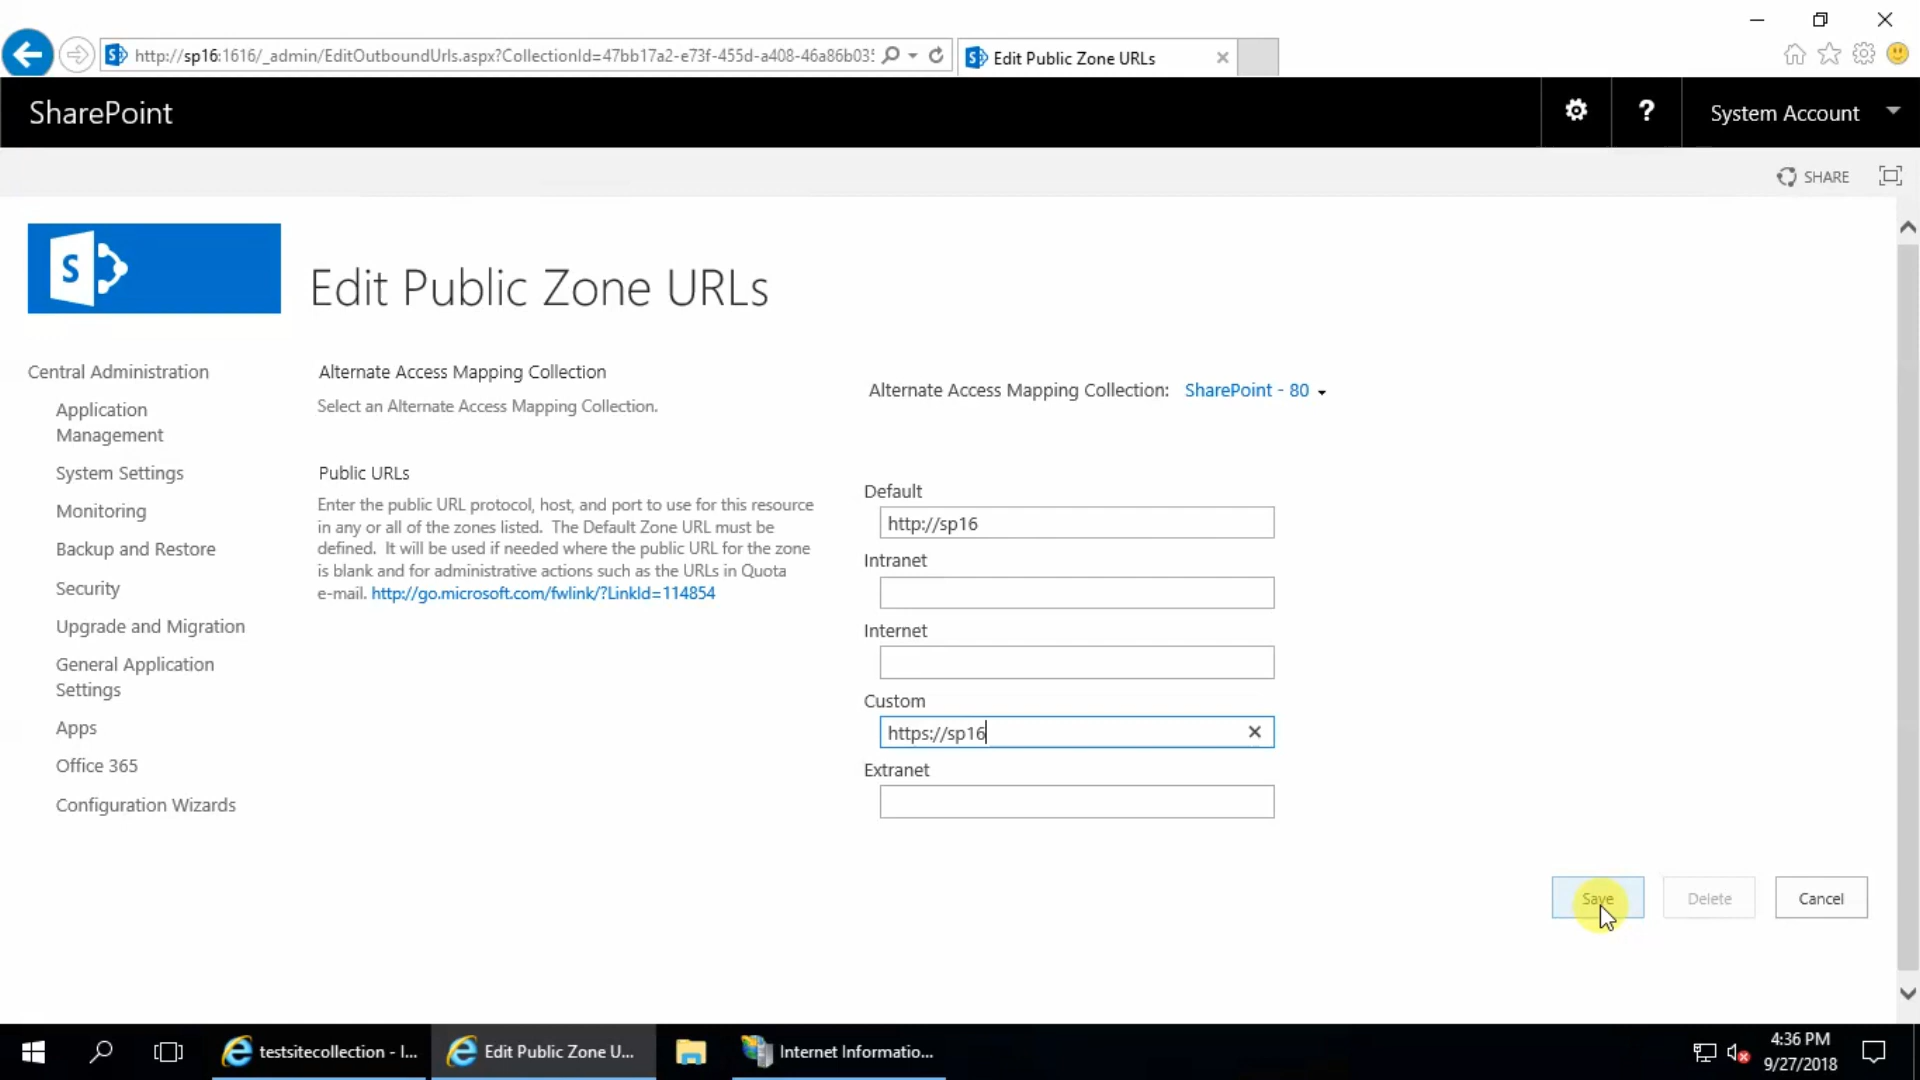 http://sp16:1616/_admin/EditOutboundUrls.aspx?CollectionId=47bb17a2-e73f-455d-a408-46a86b035
Edit Public Zone URLs
SharePoint
?
System Account
SHARE
S
Edit Public Zone URLs
Central Administration
Application
Management
System Settings
Monitoring
Backup and Restore
Security
Upgrade and Migration
General Application
Settings
Apps
Office 365
Configuration Wizards
Alternate Access Mapping Collection
Select an Alternate Access Mapping Collection.
Alternate Access Mapping Collection: SharePoint - 80
Public URLs
Enter the public URL protocol, host, and port to use for this resource
in any or all of the zones listed. The Default Zone URL must be
defined. It will be used if needed where the public URL for the zone
is blank and for administrative actions such as the URLs in Quota
e-mail. http://go.microsoft.com/fwlink/?LinkId=114854
Default
http://sp16
Intranet
Internet
Custom
https://sp16
Extranet
Save
Delete
Cancel
testsitecollection - I...
Edit Public Zone U...
Internet Informatio...
4:36 PM
9/27/2018